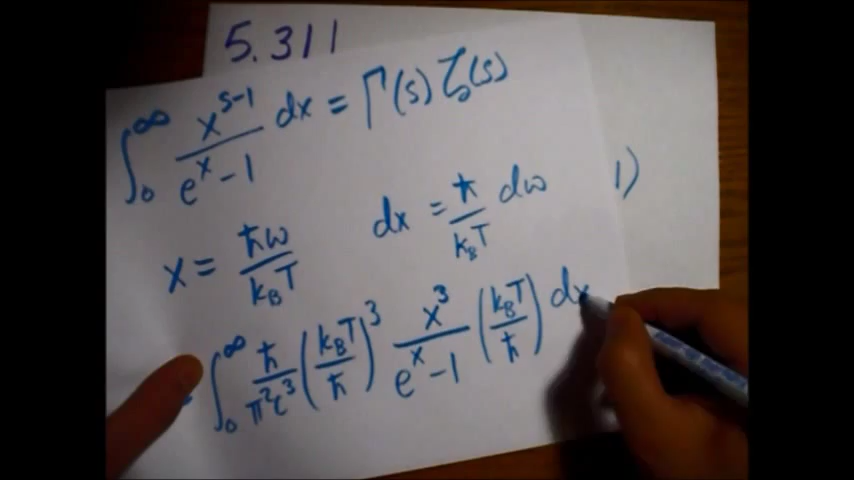 5.311
∫₀^∞ x^(s-1)/(e^x - 1) dx = Γ(s) ζ(s)
x = ħω/(k_B T) dx = ħ/(k_B T) dω 1)
= ∫₀^∞ ħ/(π²c³) (k_B T/ħ)³ x³/(e^x - 1) (k_B T/ħ) dx